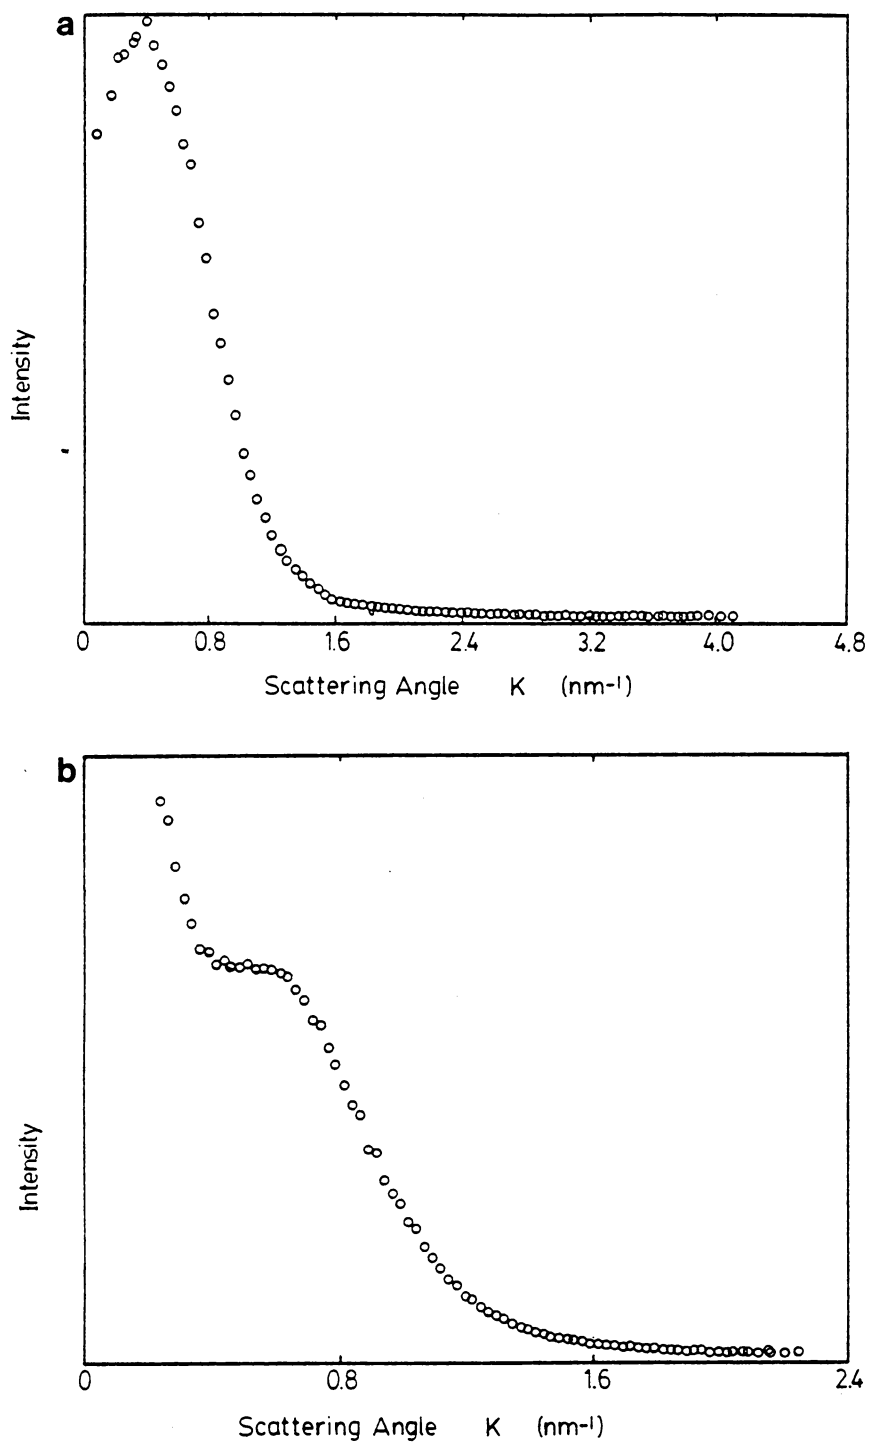 a
Intensity
0 0.8 1.6 2.4 3.2 4.0 4.8
Scattering Angle K (nm-1)
b
Intensity
0 0.8 1.6 2.4
Scattering Angle K (nm-1)